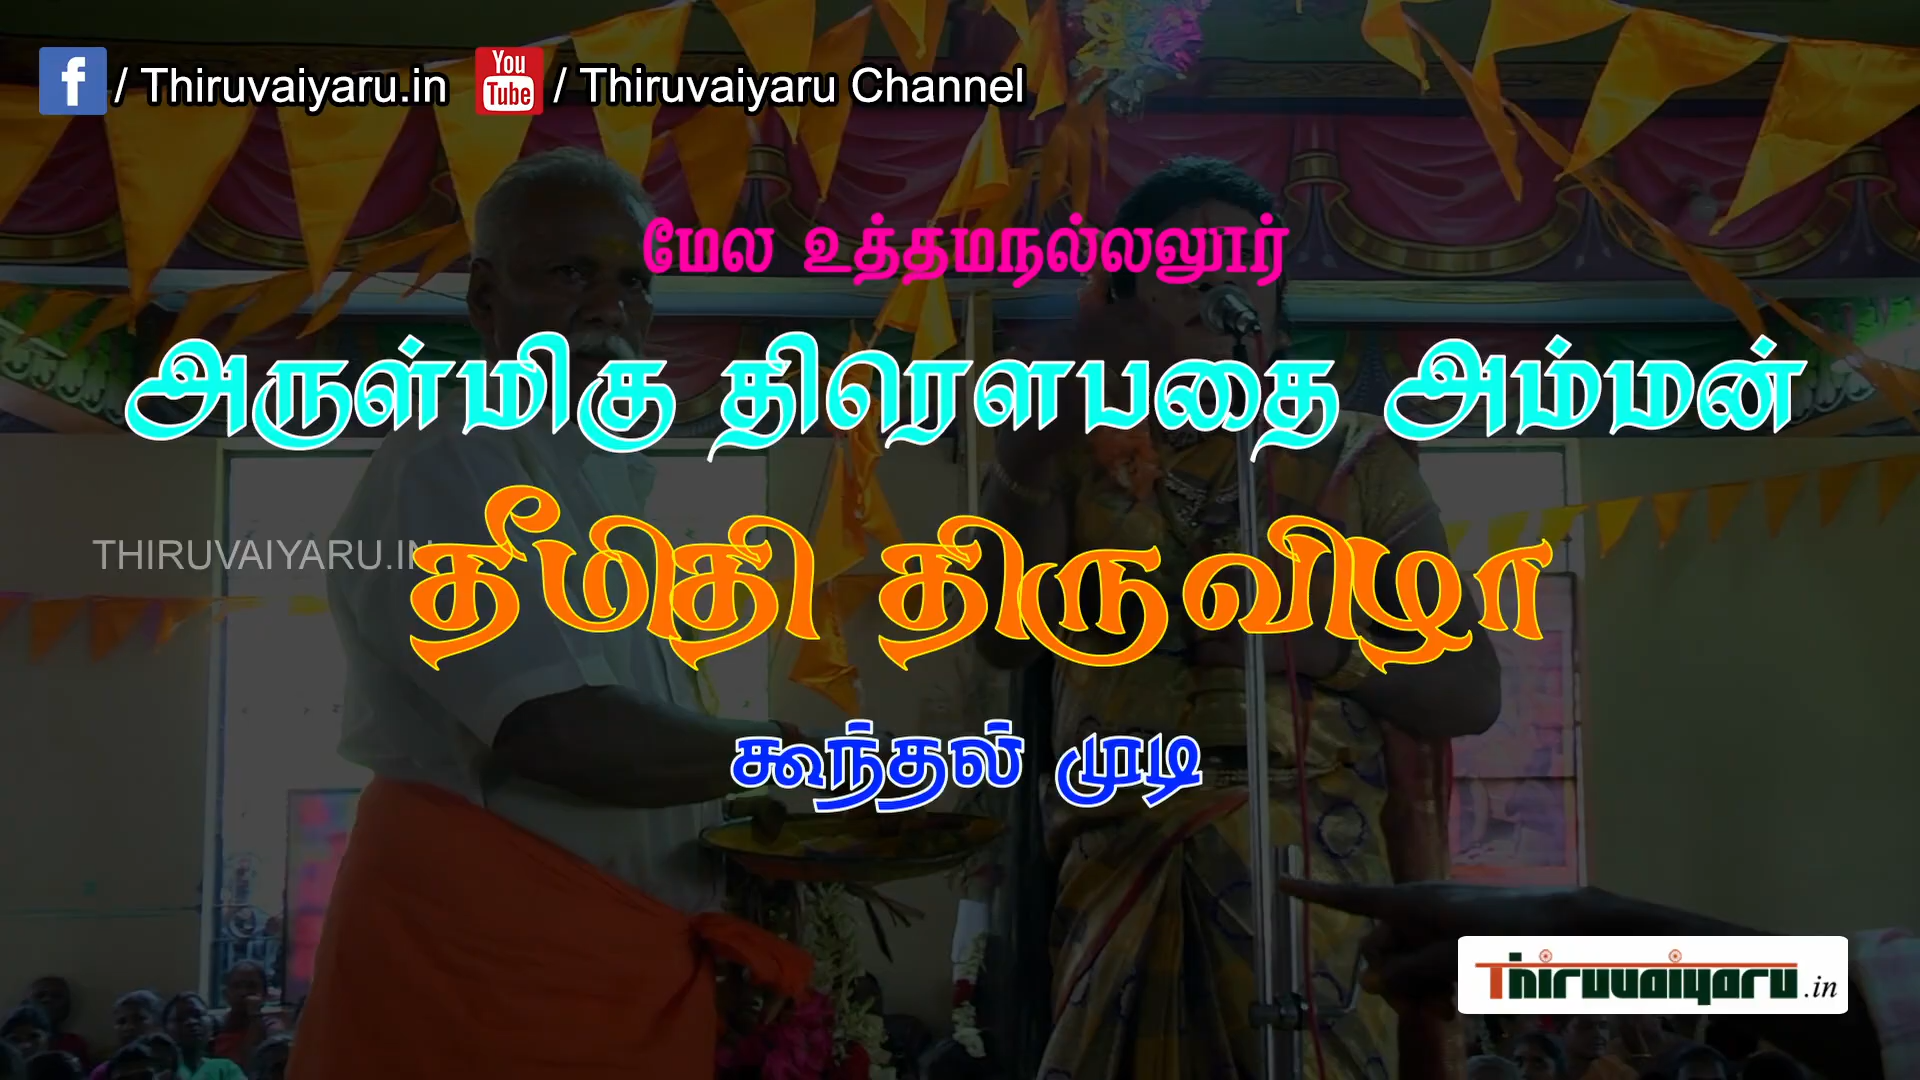 / Thiruvaiyaru.in You Tube / Thiruvaiyaru Channel
மேல உத்தமநல்லலூர்
அருள்மிகு திரௌபதை அம்மன்
THIRUVAIYARU.IN
தீமிதி திருவிழா
கூந்தல் முடி
Thiruvaiyaru.in